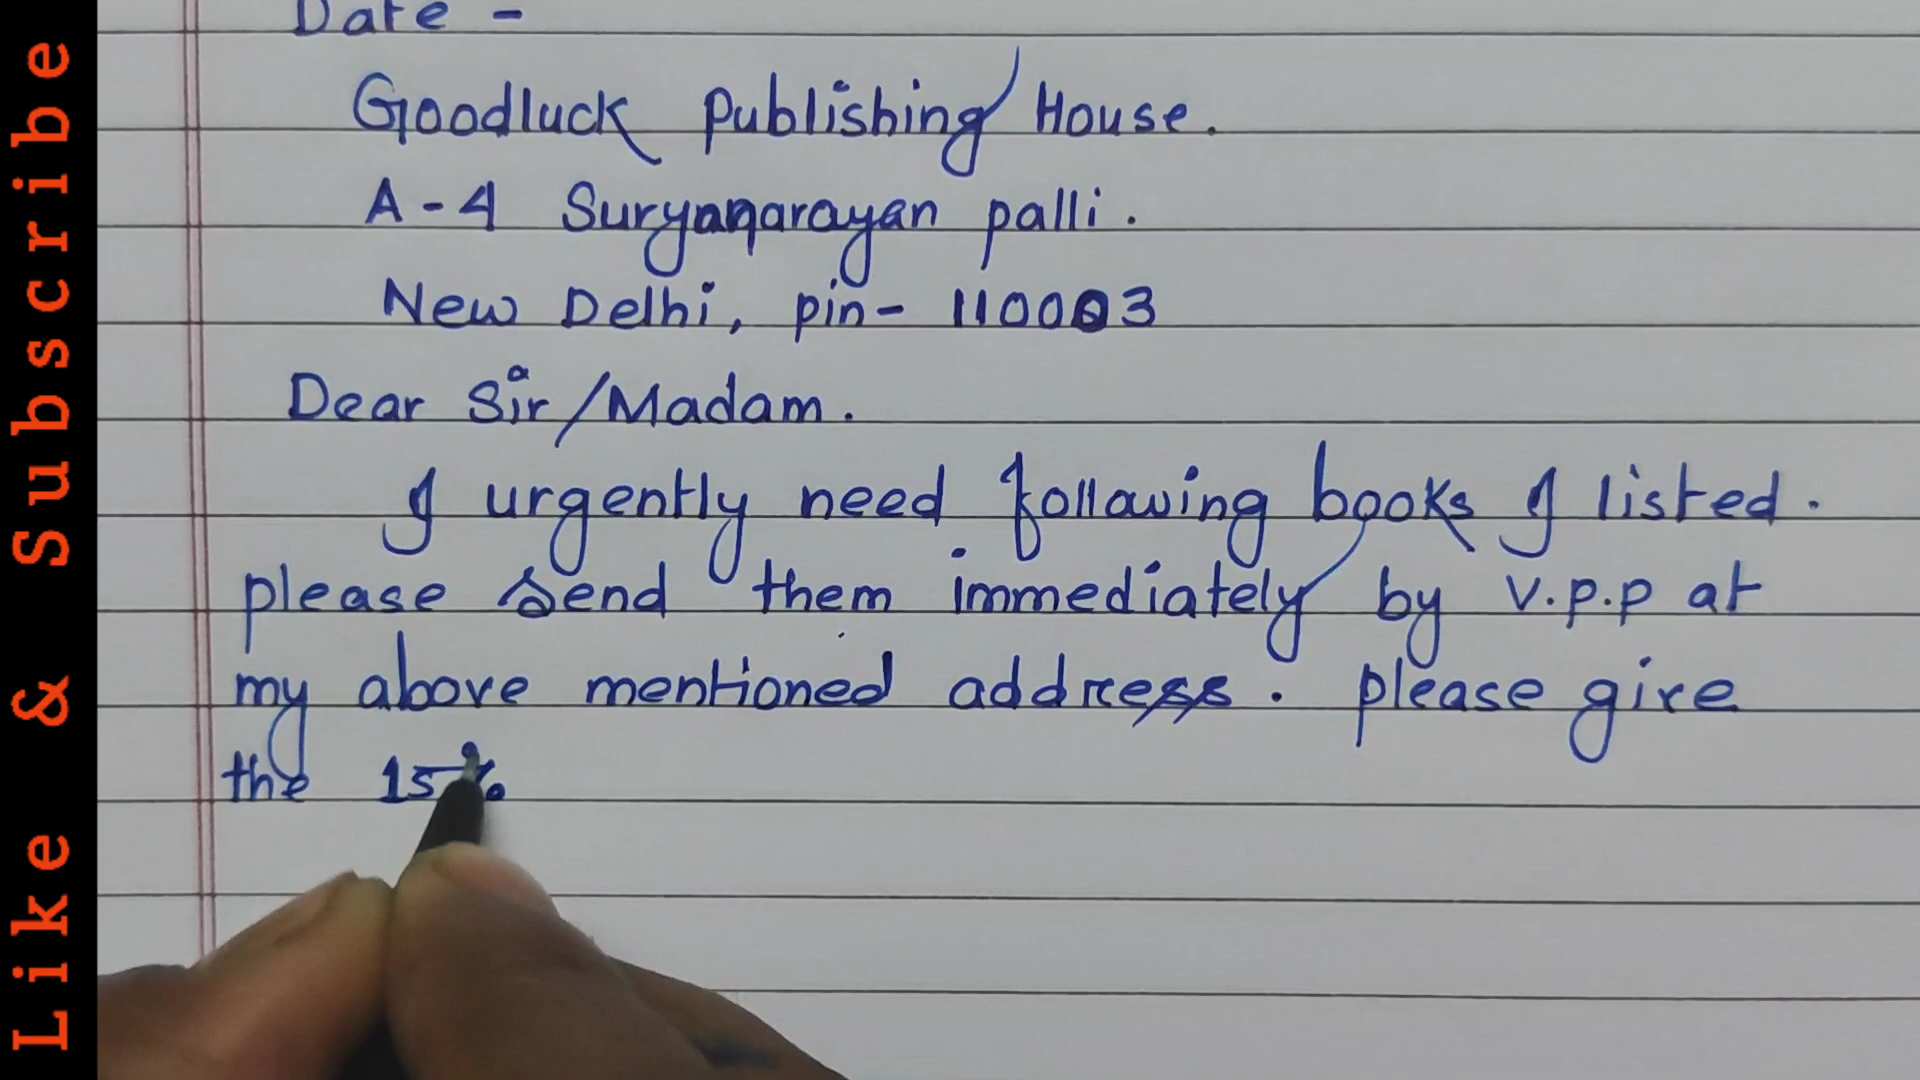 Like & Subscribe
Date -
Goodluck Publishing House.
A-4 Suryanarayan palli.
New Delhi, pin- 110003
Dear Sir/Madam.
I urgently need following books I listed.
please send them immediately by v.p.p at
my above mentioned address. please give
the 15%